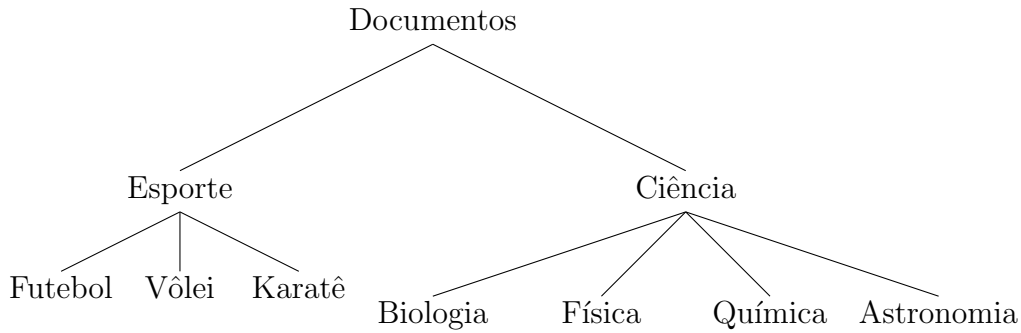 Documentos
Esporte
Ciência
Futebol Vôlei Karatê
Biologia Física Química Astronomia